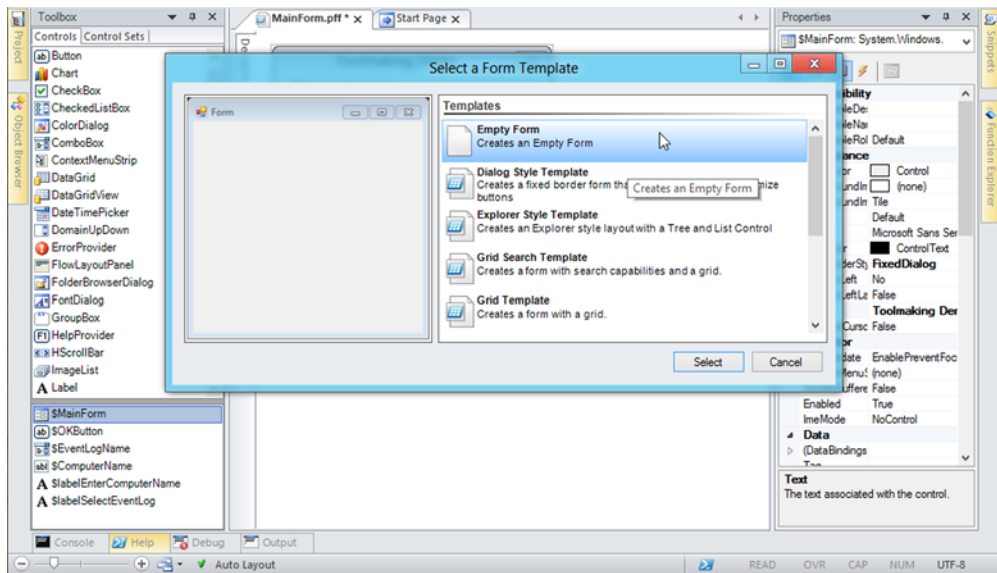 Toolbox
MainForm.pff *
Start Page
Properties
Project
Object Browser
Controls
Control Sets
Button
Chart
CheckBox
CheckedListBox
ColorDialog
ComboBox
ContextMenuStrip
DataGrid
DataGridView
DateTimePicker
DomainUpDown
ErrorProvider
FlowLayoutPanel
FolderBrowserDialog
FontDialog
GroupBox
HelpProvider
HScrollBar
ImageList
Label
$MainForm
$OKButton
$EventLogName
$ComputerName
$labelEnterComputerName
$labelSelectEventLog
Select a Form Template
Form
Templates
Empty Form
Creates an Empty Form
Dialog Style Template
Creates a fixed border form
buttons
Creates an Empty Form
Explorer Style Template
Creates an Explorer style layout with a Tree and List Control
Grid Search Template
Creates a form with search capabilities and a grid.
Grid Template
Creates a form with a grid.
Select
Cancel
$MainForm: System.Windows.
Default
Control
(none)
Tile
Default
Microsoft Sans Ser
ControlText
FixedDialog
No
False
Toolmaking Der
False
EnablePreventFoc
(none)
False
Enabled True
ImeMode NoControl
Data
(DataBindings
Text
The text associated with the control.
Snippets
Function Explorer
Console
Help
Debug
Output
Auto Layout
READ
OVR
CAP
NUM
UTF-8